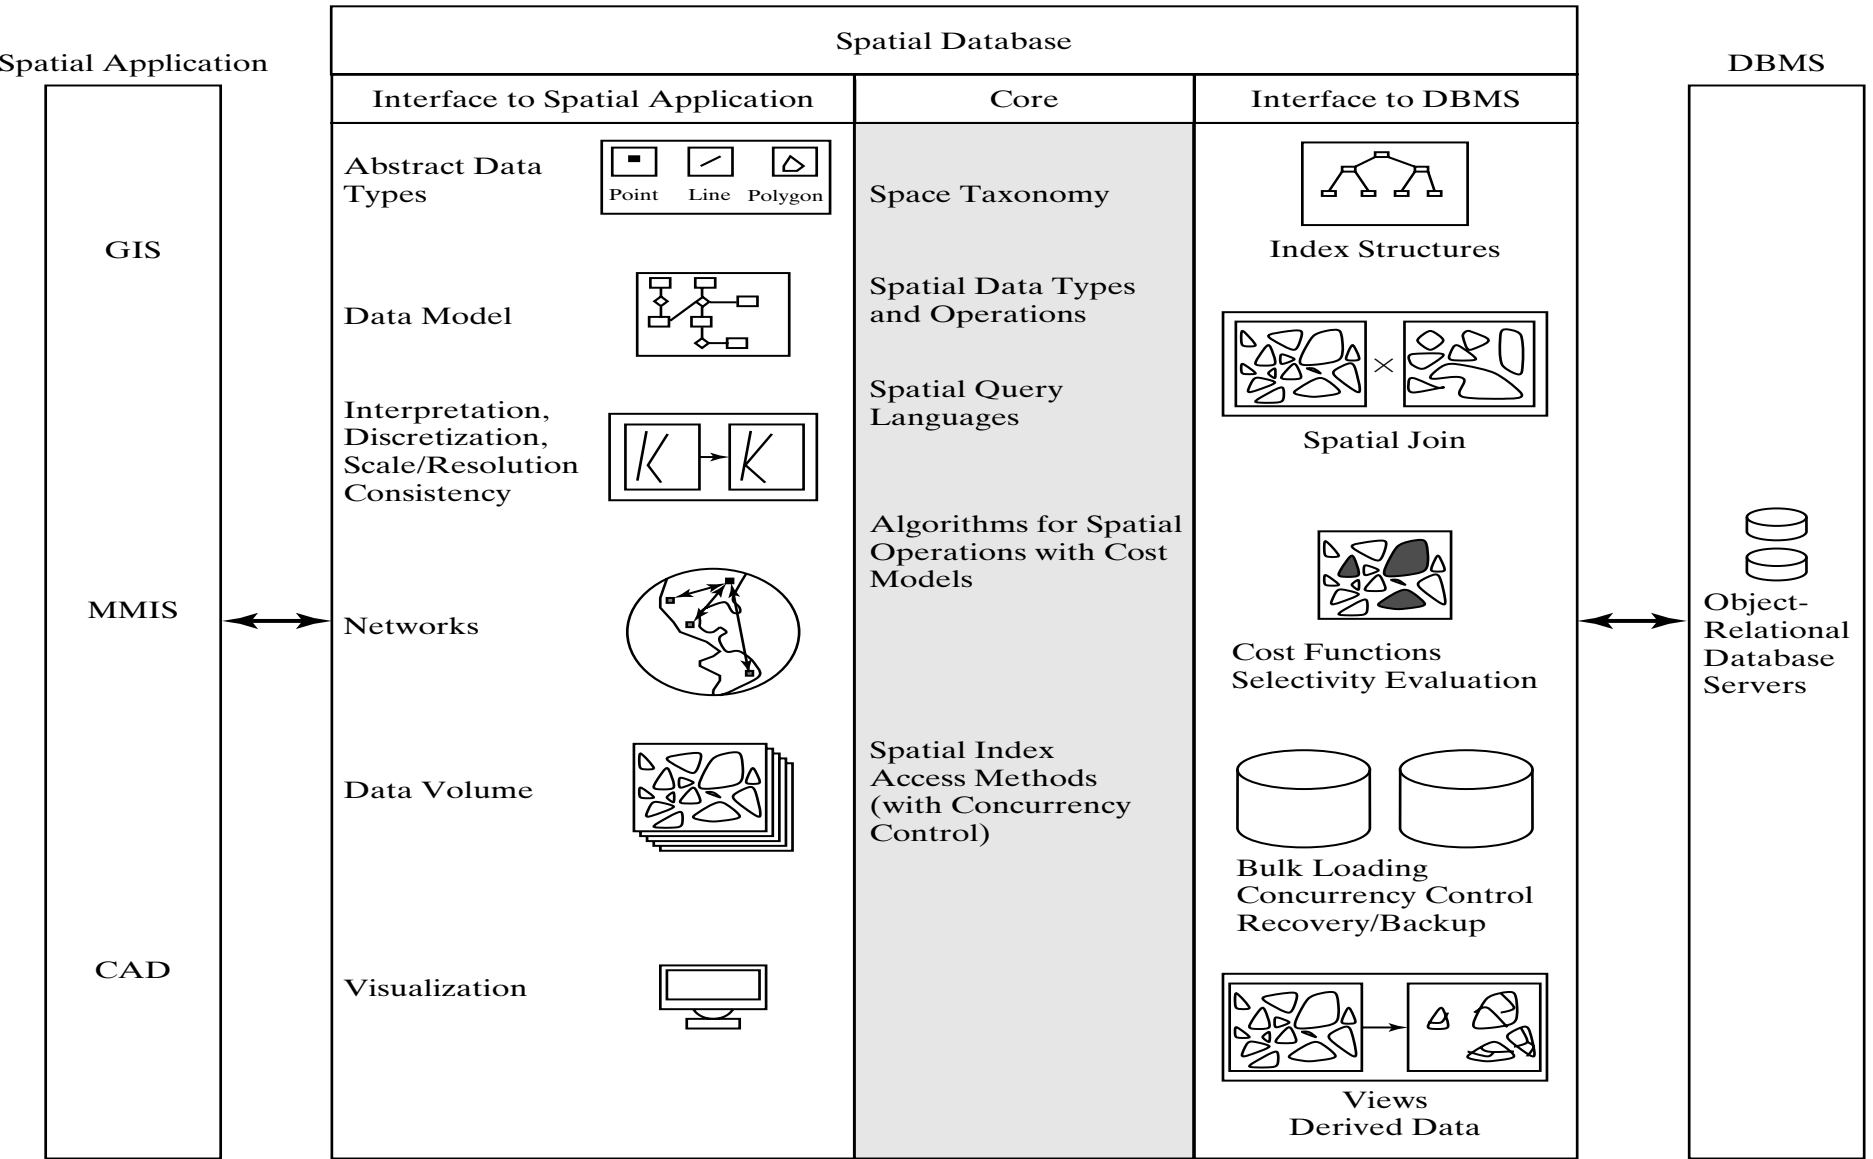 Spatial Application
GIS
MMIS
CAD
Spatial Database
Interface to Spatial Application
Abstract Data
Types
Point Line Polygon
Data Model
Interpretation,
Discretization,
Scale/Resolution
Consistency
Networks
Data Volume
Visualization
Core
Space Taxonomy
Spatial Data Types
and Operations
Spatial Query
Languages
Algorithms for Spatial
Operations with Cost
Models
Spatial Index
Access Methods
(with Concurrency
Control)
Interface to DBMS
Index Structures
Spatial Join
Cost Functions
Selectivity Evaluation
Bulk Loading
Concurrency Control
Recovery/Backup
Views
Derived Data
DBMS
Object-
Relational
Database
Servers